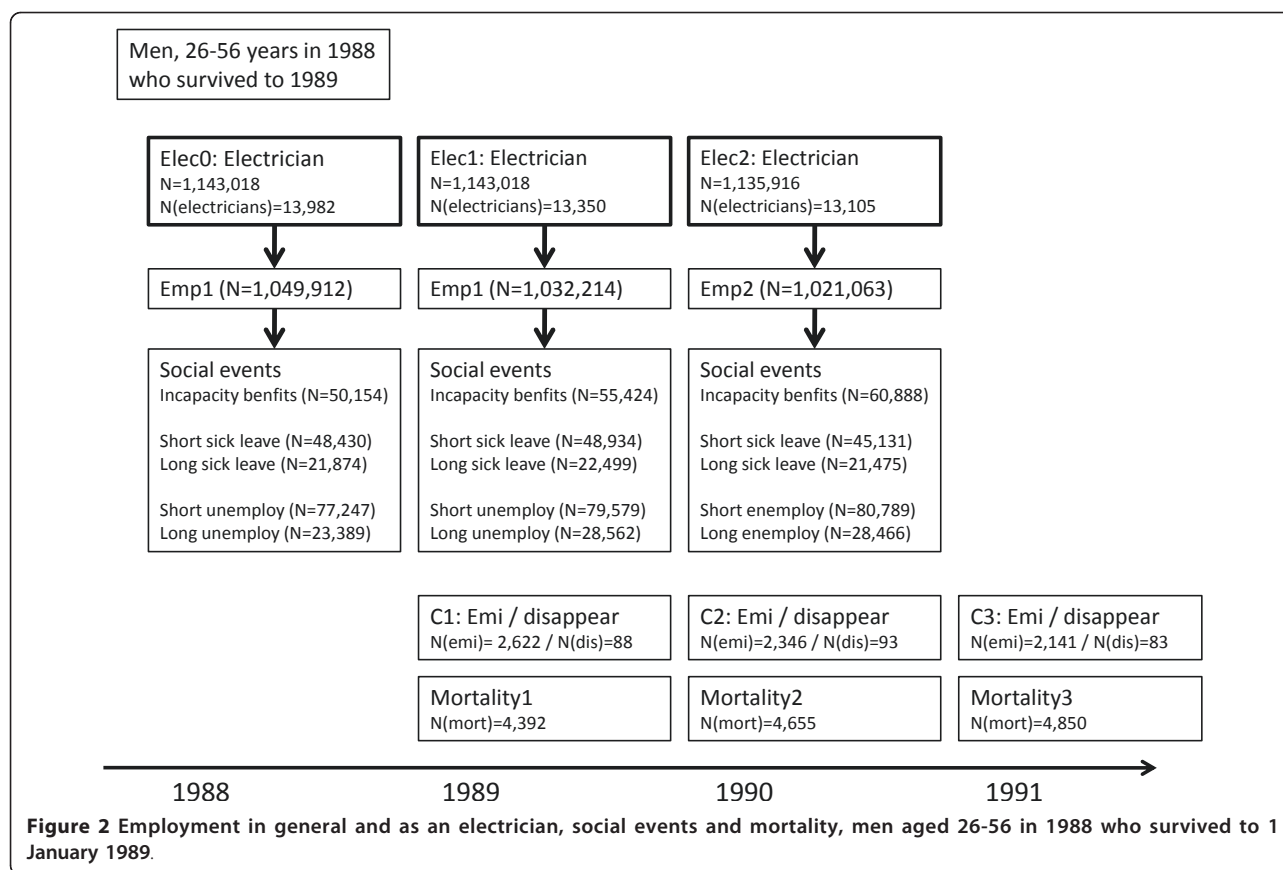 Men, 26-56 years in 1988
who survived to 1989
Elec0: Electrician
N=1,143,018
N(electricians)=13,982
Elec1: Electrician
N=1,143,018
N(electricians)=13,350
Elec2: Electrician
N=1,135,916
N(electricians)=13,105
Emp1 (N=1,049,912)
Emp1 (N=1,032,214)
Emp2 (N=1,021,063)
Social events
Incapacity benfits (N=50,154)
Short sick leave (N=48,430)
Long sick leave (N=21,874)
Short unemploy (N=77,247)
Long unemploy (N=23,389)
Social events
Incapacity benfits (N=55,424)
Short sick leave (N=48,934)
Long sick leave (N=22,499)
Short unemploy (N=79,579)
Long unemploy (N=28,562)
Social events
Incapacity benfits (N=60,888)
Short sick leave (N=45,131)
Long sick leave (N=21,475)
Short enemploy (N=80,789)
Long enemploy (N=28,466)
C1: Emi / disappear
N(emi)= 2,622 / N(dis)=88
C2: Emi / disappear
N(emi)=2,346 / N(dis)=93
C3: Emi / disappear
N(emi)=2,141 / N(dis)=83
Mortality1
N(mort)=4,392
Mortality2
N(mort)=4,655
Mortality3
N(mort)=4,850
1988 1989 1990 1991
Figure 2 Employment in general and as an electrician, social events and mortality, men aged 26-56 in 1988 who survived to 1
January 1989.